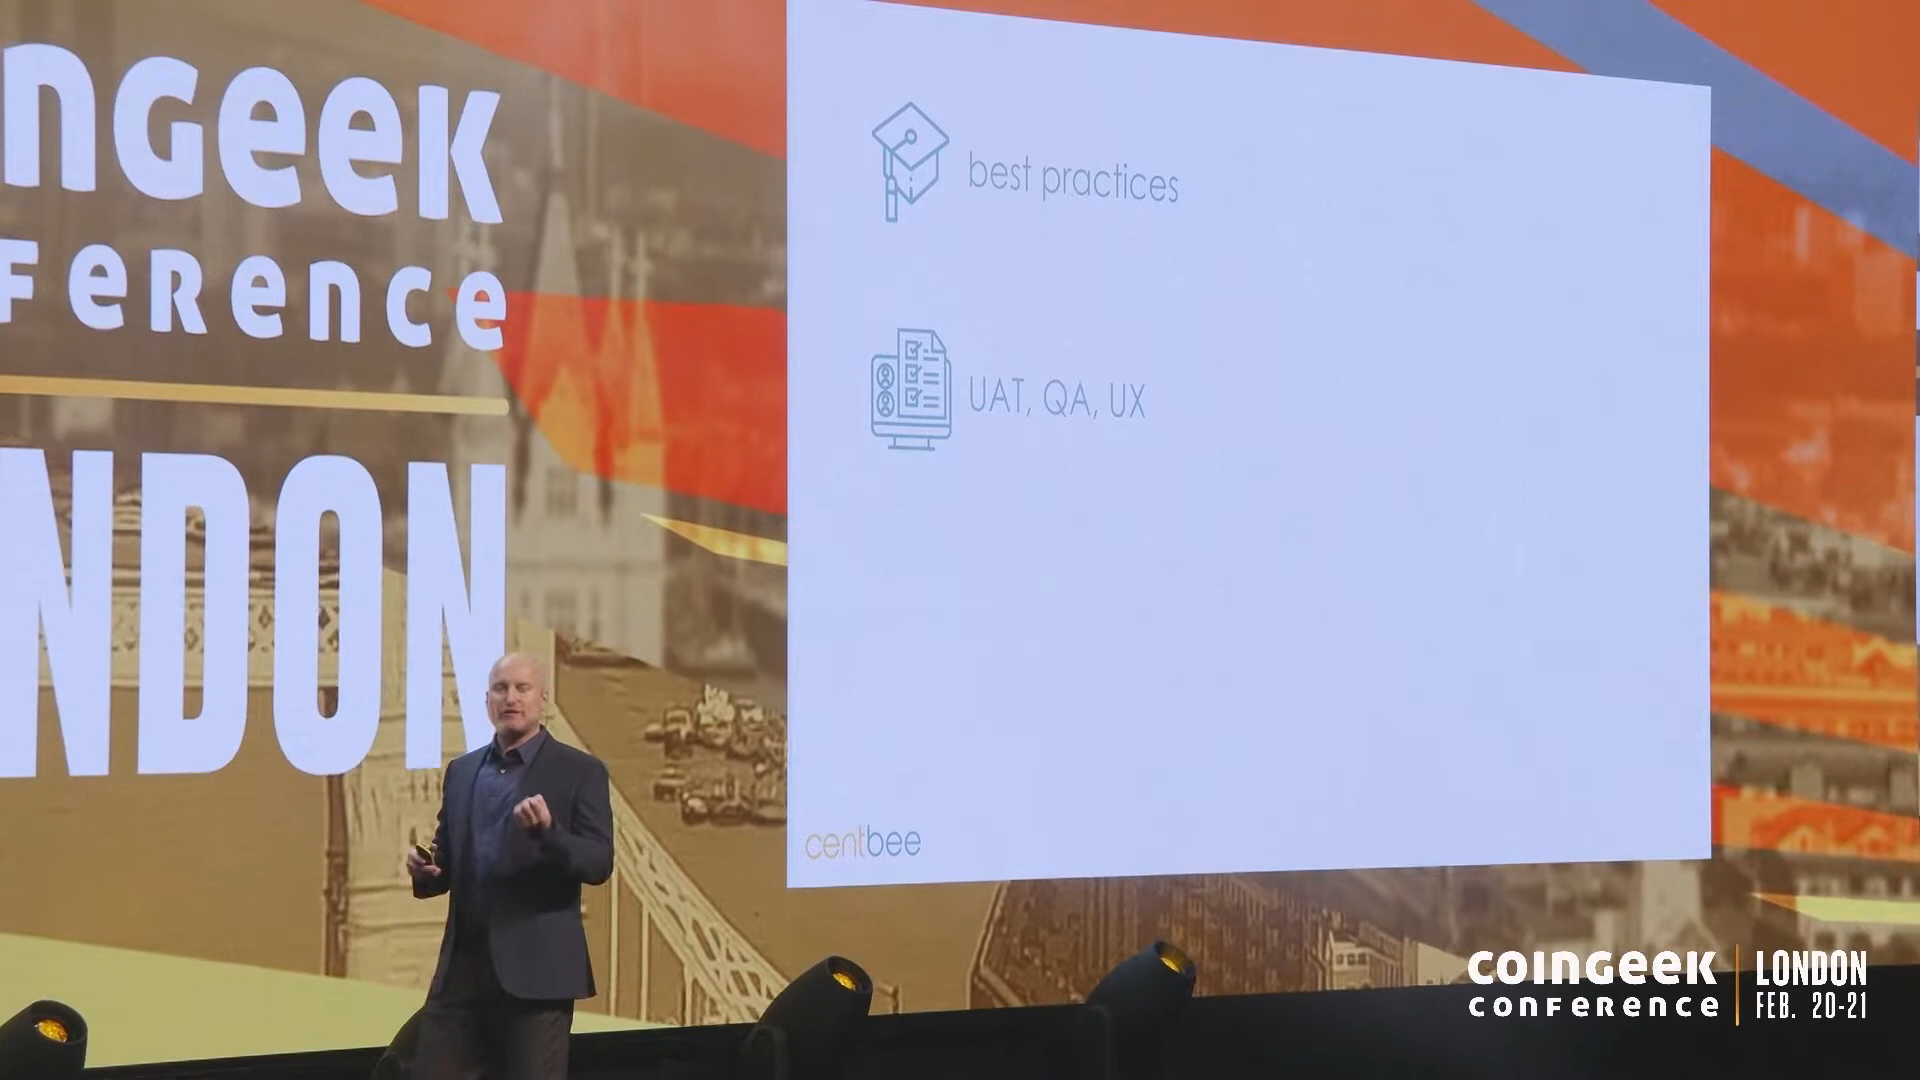 nGeeK
FeRence
NDON
best practices
UAT, QA, UX
centbee
COInGeeK
COnFeRenCe
LONDON
FEB. 20-21